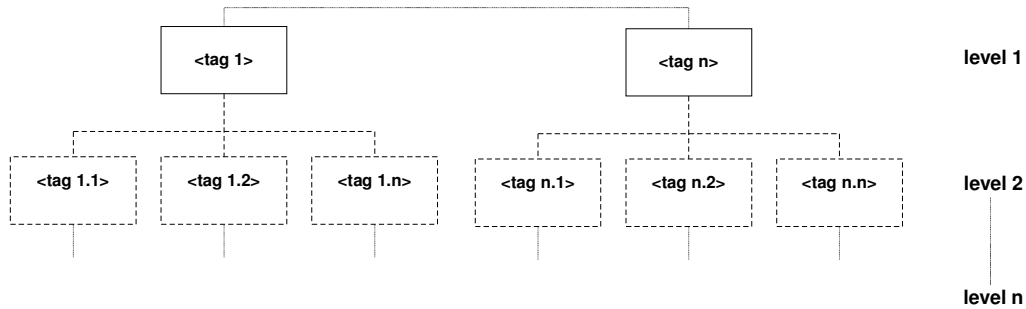 <tag 1>
<tag n>
level 1
<tag 1.1>
<tag 1.2>
<tag 1.n>
<tag n.1>
<tag n.2>
<tag n.n>
level 2
level n